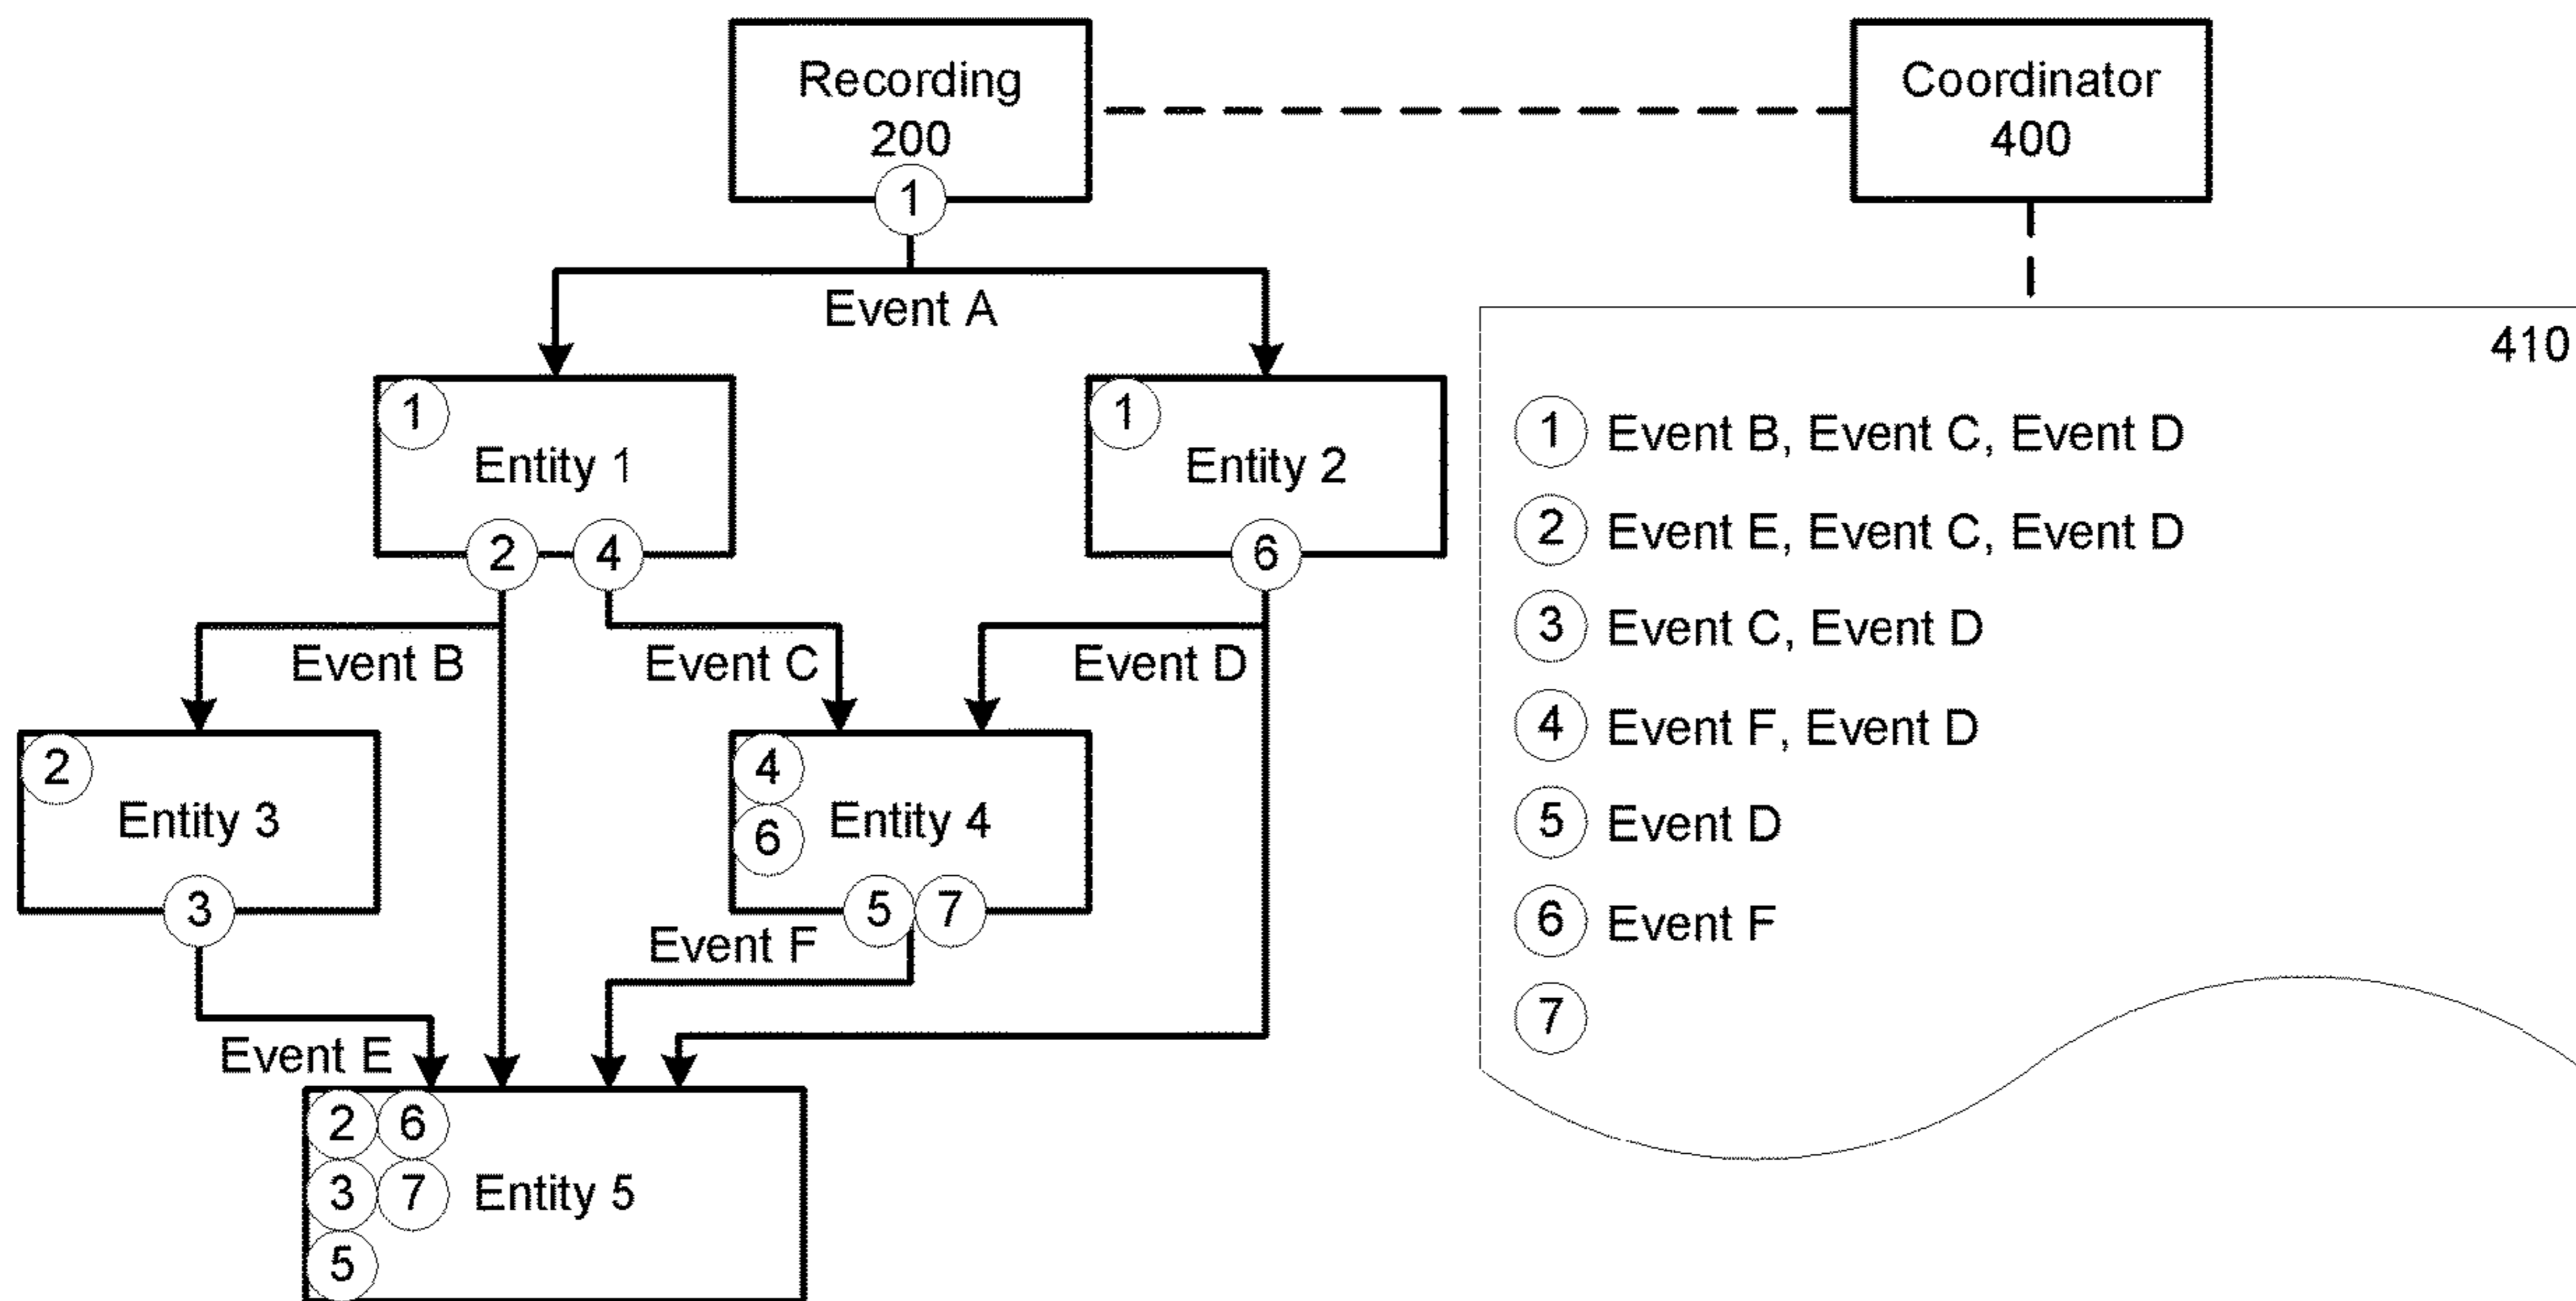 Recording
200
1
Coordinator
400
Event A
410
1
Entity 1
2
4
1
Entity 2
6
Event B
Event C
Event D
2
Entity 3
3
4
6
Entity 4
5
7
Event F
Event E
2
6
3
7
5
Entity 5
1 Event B, Event C, Event D
2 Event E, Event C, Event D
3 Event C, Event D
4 Event F, Event D
5 Event D
6 Event F
7